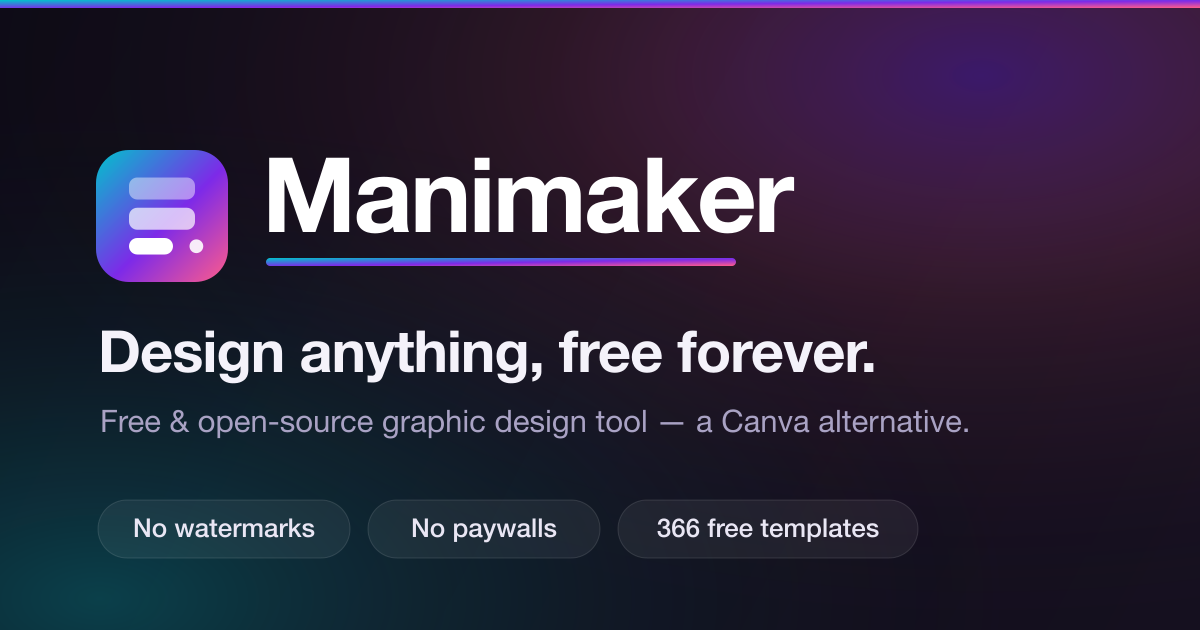 Manimaker
Design anything, free forever.
Free & open-source graphic design tool — a Canva alternative.
No watermarks
No paywalls
366 free templates